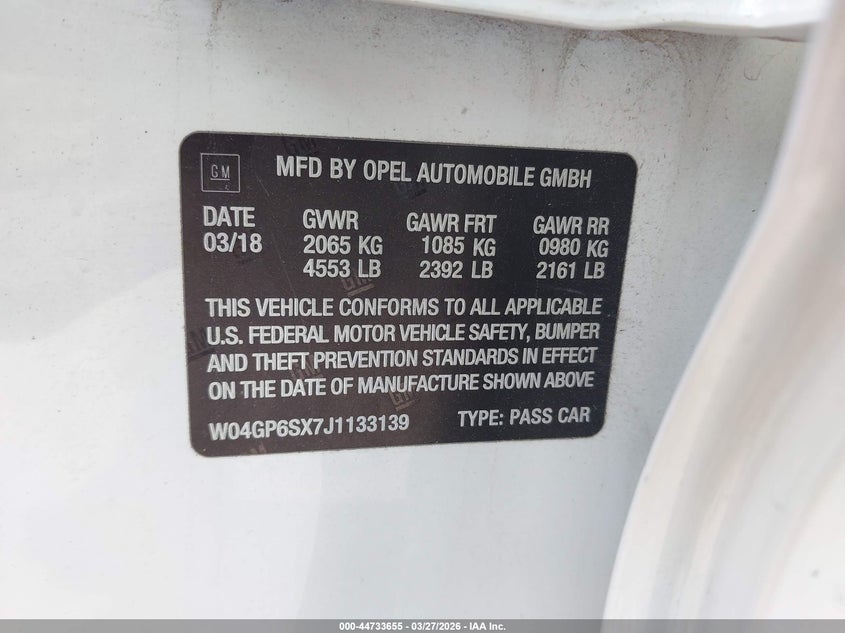 GM
MFD BY OPEL AUTOMOBILE GMBH
DATE GVWR GAWR FRT GAWR RR
03/18 2065 KG 1085 KG 0980 KG
4553 LB 2392 LB 2161 LB
THIS VEHICLE CONFORMS TO ALL APPLICABLE
U.S. FEDERAL MOTOR VEHICLE SAFETY, BUMPER
AND THEFT PREVENTION STANDARDS IN EFFECT
ON THE DATE OF MANUFACTURE SHOWN ABOVE
W04GP6SX7J1133139 TYPE: PASS CAR
000-44733655 - 03/27/2026 - IAA Inc.